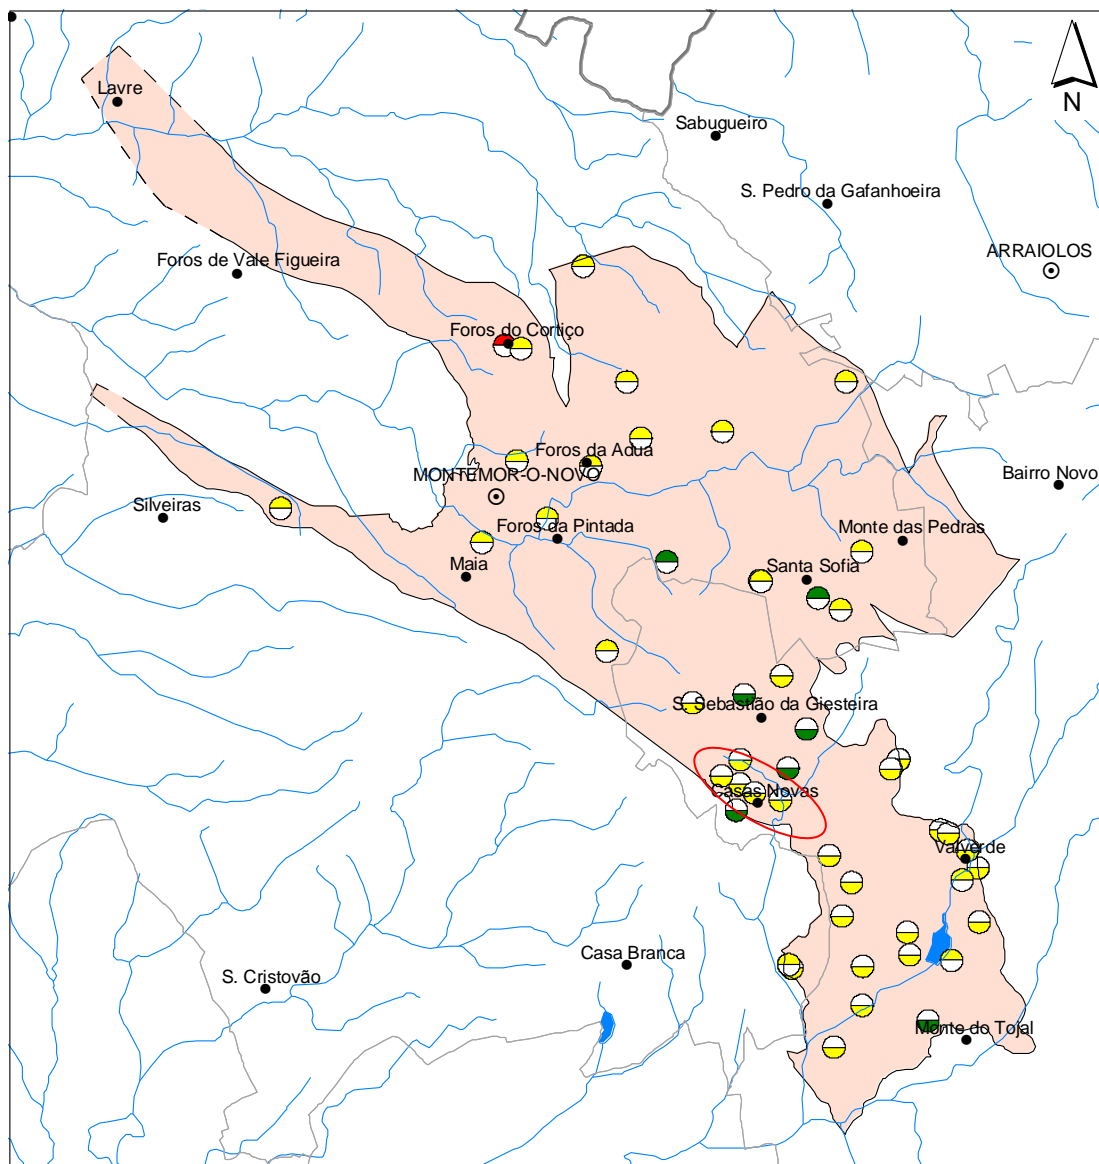 Lavre
N
Sabugueiro
S. Pedro da Gafanhoeira
ARRAIOLOS
Foros de Vale Figueira
Foros do Cortiço
Foros da Adua
MONTEMOR-O-NOVO
Bairro Novo
Silveiras
Foros da Pintada
Monte das Pedras
Maia
Santa Sofia
S. Sebastião da Giesteira
Casas Novas
Valverde
Casa Branca
S. Cristovão
Monte do Tojal